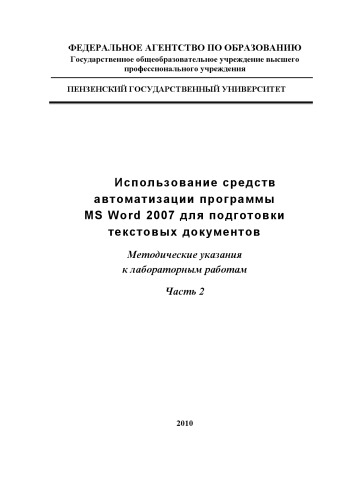 ФЕДЕРАЛЬНОЕ АГЕНТСТВО ПО ОБРАЗОВАНИЮ
Государственное общеобразовательное учреждение высшего
профессионального учреждения
ПЕНЗЕНСКИЙ ГОСУДАРСТВЕННЫЙ УНИВЕРСИТЕТ
Использование средств
автоматизации программы
MS Word 2007 для подготовки
текстовых документов
Методические указания
к лабораторным работам
Часть 2
2010